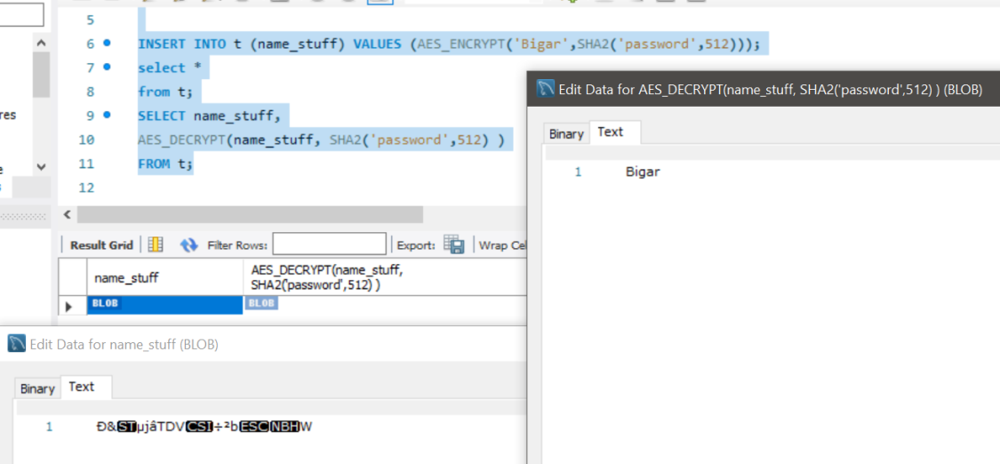 5
6 INSERT INTO t (name_stuff) VALUES (AES_ENCRYPT('Bigar',SHA2('password',512)));
7 select *
8 from t;
9 SELECT name_stuff,
10 AES_DECRYPT(name_stuff, SHA2('password',512) )
11 FROM t;
12
res
Result Grid Filter Rows: Export: Wrap Cel
name_stuff
AES_DECRYPT(name_stuff,
SHA2('password',512) )
BLOB BLOB
Edit Data for name_stuff (BLOB)
Binary Text
1 Ð&STµjâTDVCSI÷²bESCNBHW
Edit Data for AES_DECRYPT(name_stuff, SHA2('password',512) ) (BLOB)
Binary Text
1 Bigar